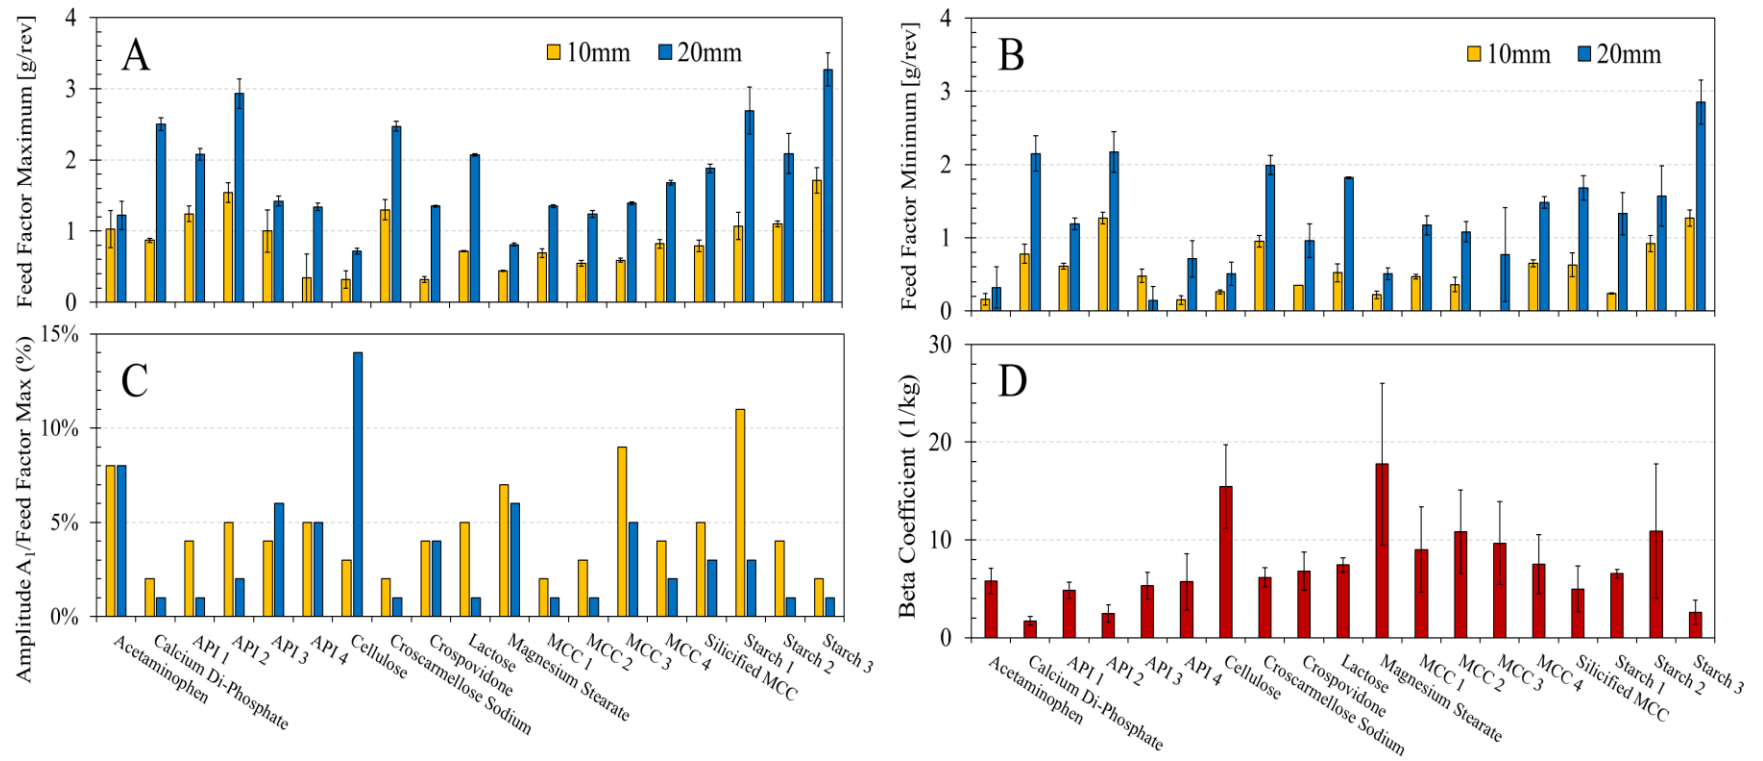 A
Feed Factor Maximum [g/rev]
4
3
2
1
0
10mm 20mm
B
Feed Factor Minimum [g/rev]
4
3
2
1
0
10mm 20mm
C
Amplitude A1/Feed Factor Max (%)
15%
10%
5%
0%
Acetaminophen
Calcium Di-Phosphate
API 1
API 2
API 3
API 4
Cellulose
Croscarmellose Sodium
Crospovidone
Lactose
Magnesium Stearate
MCC 1
MCC 2
MCC 3
MCC 4
Silicified MCC
Starch 1
Starch 2
Starch 3
D
Beta Coefficient (1/kg)
30
20
10
0
Acetaminophen
Calcium Di-Phosphate
API 1
API 2
API 3
API 4
Cellulose
Croscarmellose Sodium
Crospovidone
Lactose
Magnesium Stearate
MCC 1
MCC 2
MCC 3
MCC 4
Silicified MCC
Starch 1
Starch 2
Starch 3